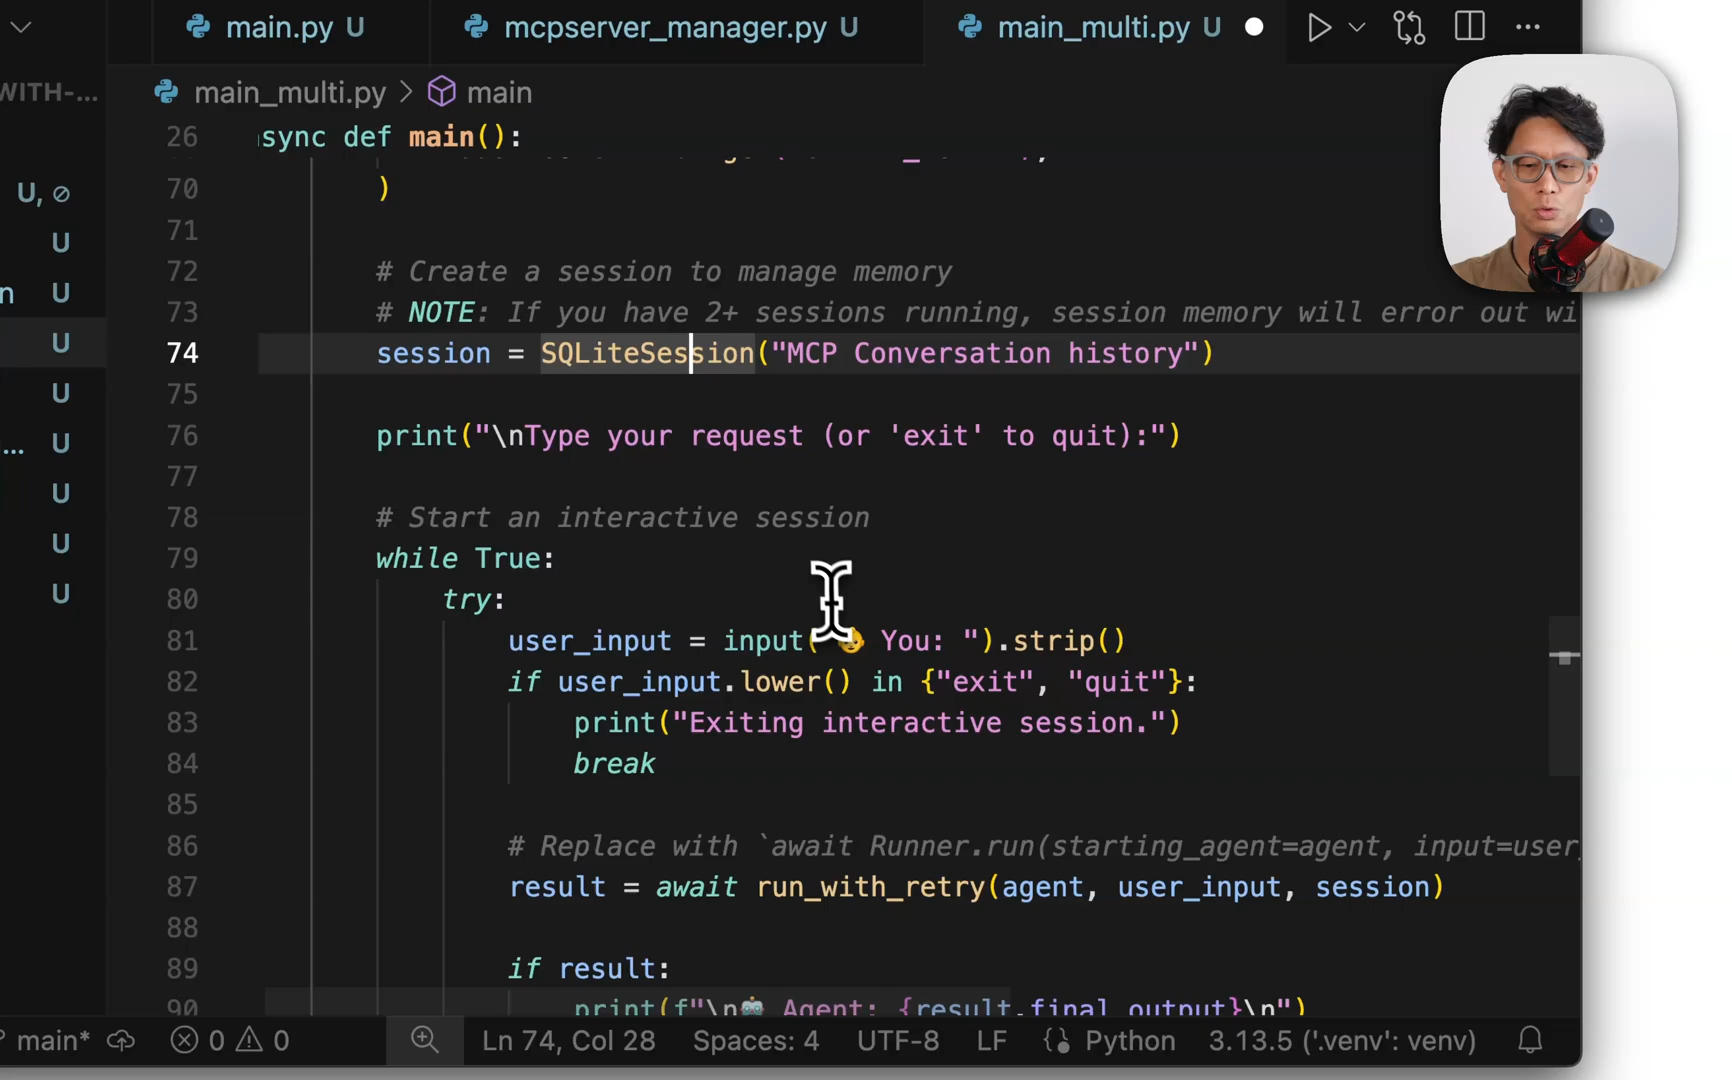 main.py U
mcpserver_manager.py U
main_multi.py U
WITH-...
main_multi.py > main
26 sync def main():
70 )
71
72 # Create a session to manage memory
73 # NOTE: If you have 2+ sessions running, session memory will error out wi
74 session = SQLiteSession("MCP Conversation history")
75
76 print("\nType your request (or 'exit' to quit):")
77
78 # Start an interactive session
79 while True:
80 try:
81 user_input = input( You: ").strip()
82 if user_input.lower() in {"exit", "quit"}:
83 print("Exiting interactive session.")
84 break
85
86 # Replace with `await Runner.run(starting_agent=agent, input=user_
87 result = await run_with_retry(agent, user_input, session)
88
89 if result:
90 print(f"\n🤖 Agent: {result.final_output}\n")
U,
U
n U
U
U
... U
U
U
U
main* 0 0 Ln 74, Col 28 Spaces: 4 UTF-8 LF Python 3.13.5 ('.venv': venv)